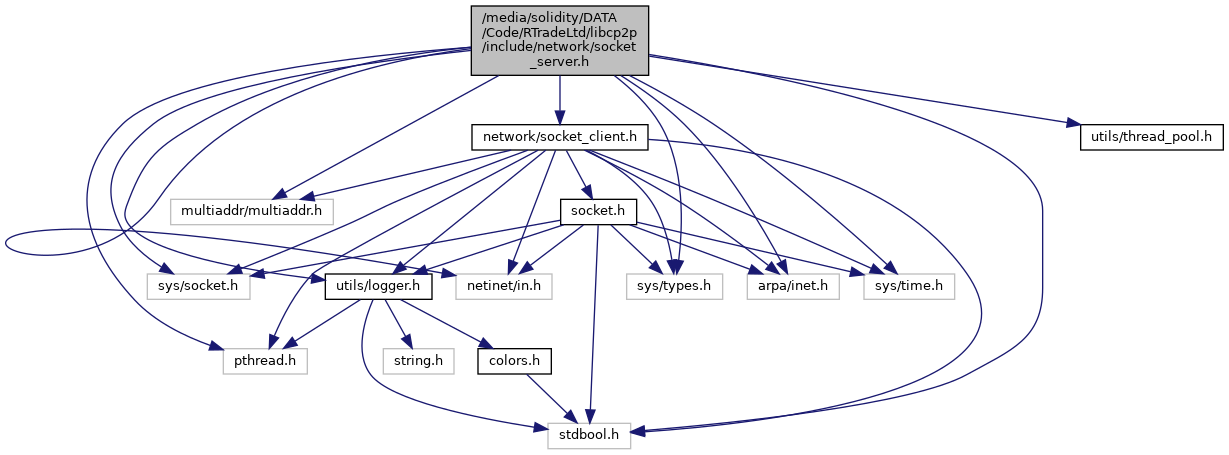 /media/solidity/DATA
/Code/RTradeLtd/libcp2p
/include/network/socket
_server.h
network/socket_client.h
utils/thread_pool.h
multiaddr/multiaddr.h
socket.h
sys/socket.h
utils/logger.h
netinet/in.h
sys/types.h
arpa/inet.h
sys/time.h
pthread.h
string.h
colors.h
stdbool.h